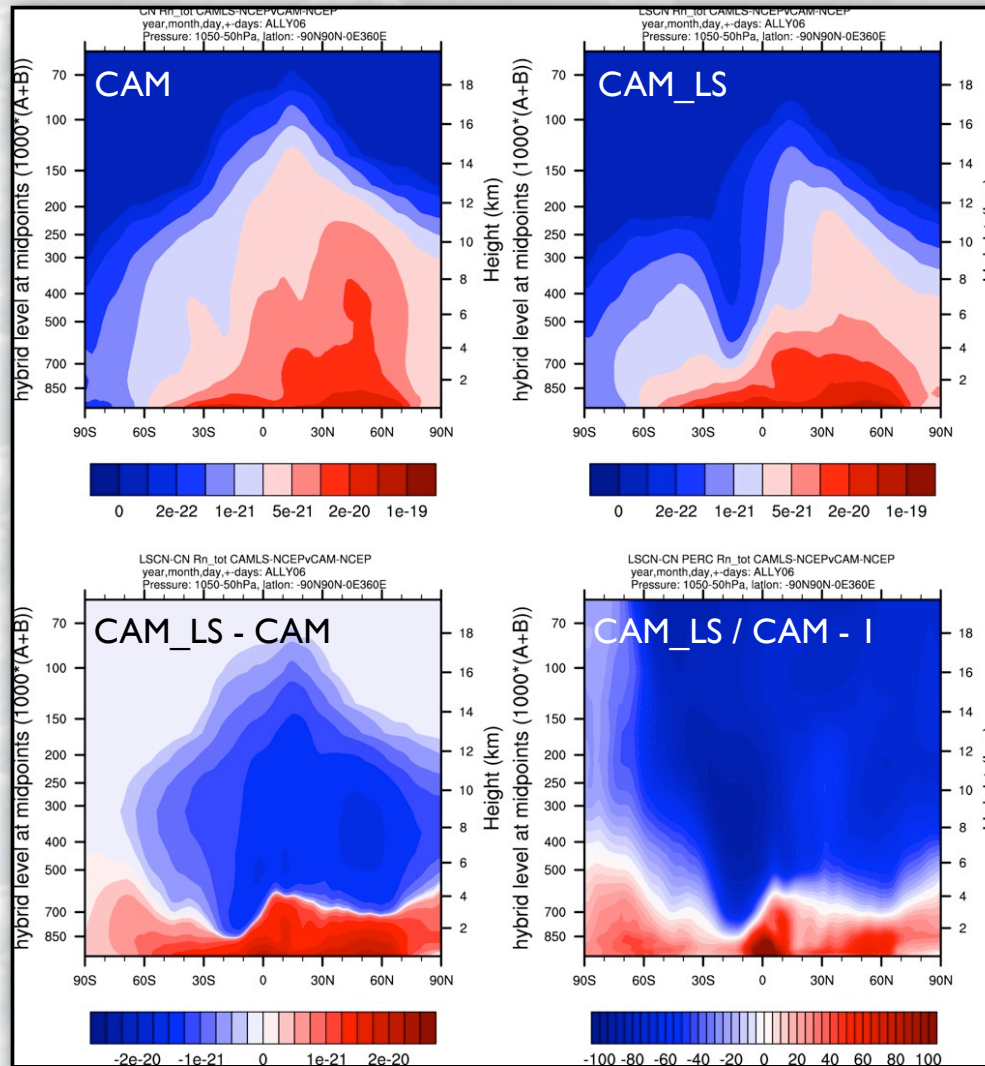 CN Rn_tot CAMLS-NCEPvCAM-NCEP
year,month,day,+-days: ALLY06
Pressure: 1050-50hPa, latlon: -90N90N-0E360E
CAM
hybrid level at midpoints (1000*(A+B))
70
100
150
200
250
300
400
500
700
850
18
16
14
12
10
8
6
4
2
Height (km)
90S 60S 30S 0 30N 60N 90N
0 2e-22 1e-21 5e-21 2e-20 1e-19
LSCN Rn_tot CAMLS-NCEPvCAM-NCEP
year,month,day,+-days: ALLY06
Pressure: 1050-50hPa, latlon: -90N90N-0E360E
CAM_LS
hybrid level at midpoints (1000*(A+B))
70
100
150
200
250
300
400
500
700
850
18
16
14
12
10
8
6
4
2
90S 60S 30S 0 30N 60N 90N
0 2e-22 1e-21 5e-21 2e-20 1e-19
LSCN-CN Rn_tot CAMLS-NCEPvCAM-NCEP
year,month,day,+-days: ALLY06
Pressure: 1050-50hPa, latlon: -90N90N-0E360E
CAM_LS - CAM
hybrid level at midpoints (1000*(A+B))
70
100
150
200
250
300
400
500
700
850
18
16
14
12
10
8
6
4
2
Height (km)
90S 60S 30S 0 30N 60N 90N
-2e-20 -1e-21 0 1e-21 2e-20
LSCN-CN PERC Rn_tot CAMLS-NCEPvCAM-NCEP
year,month,day,+-days: ALLY06
Pressure: 1050-50hPa, latlon: -90N90N-0E360E
CAM_LS / CAM - 1
hybrid level at midpoints (1000*(A+B))
70
100
150
200
250
300
400
500
700
850
18
16
14
12
10
8
6
4
2
90S 60S 30S 0 30N 60N 90N
-100 -80 -60 -40 -20 0 20 40 60 80 100